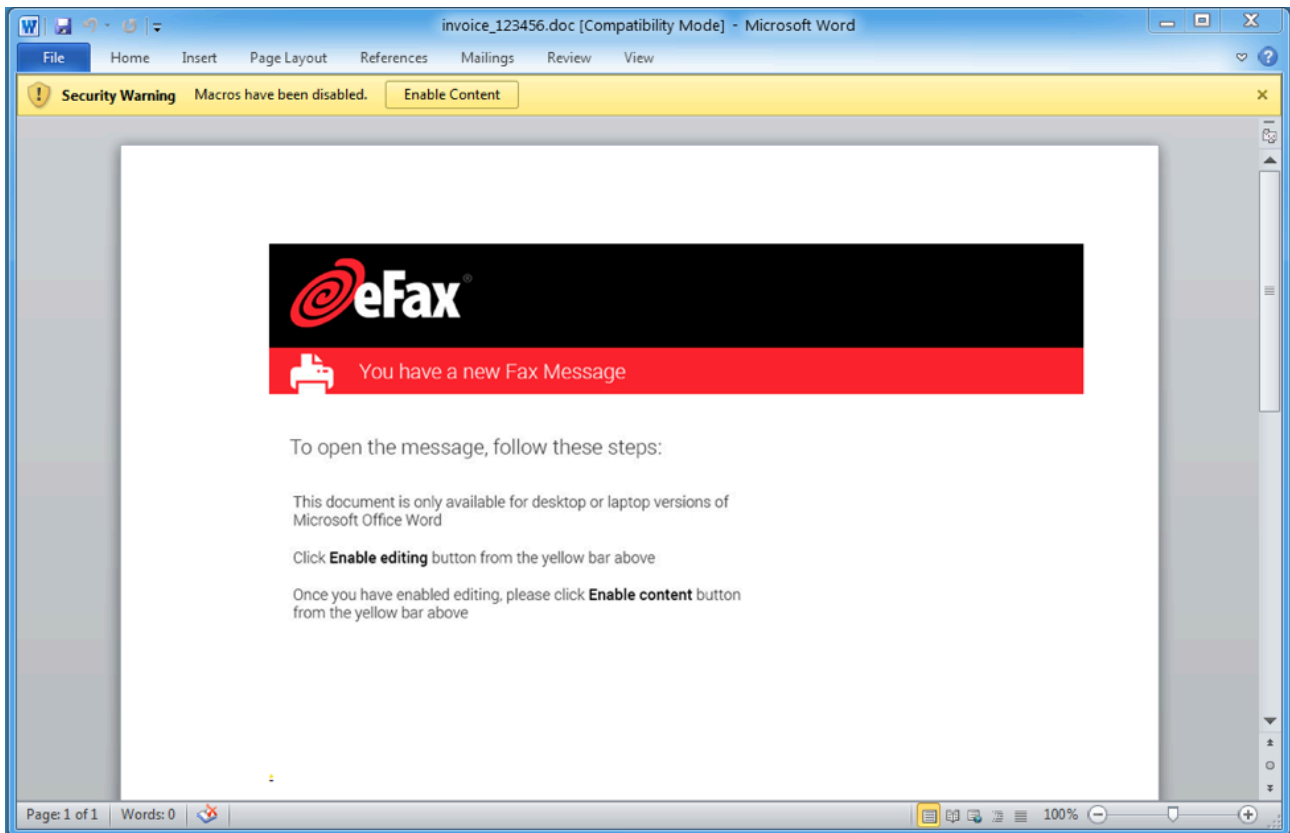 W invoice_123456.doc [Compatibility Mode] - Microsoft Word
File Home Insert Page Layout References Mailings Review View
Security Warning Macros have been disabled. Enable Content
eFax®
You have a new Fax Message
To open the message, follow these steps:
This document is only available for desktop or laptop versions of
Microsoft Office Word
Click Enable editing button from the yellow bar above
Once you have enabled editing, please click Enable content button
from the yellow bar above
Page: 1 of 1 Words: 0 100%